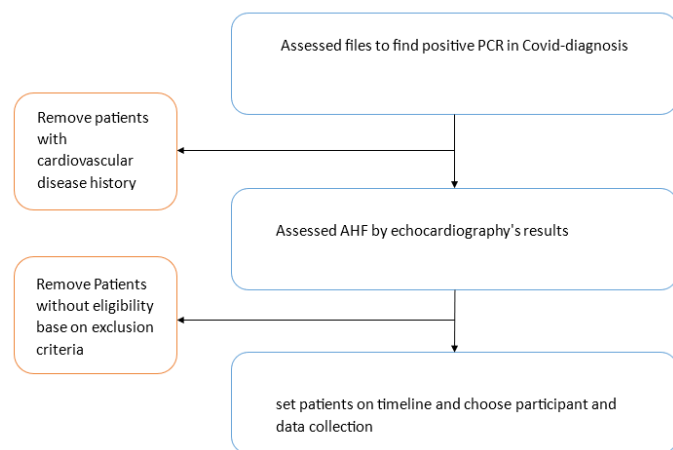 Assessed files to find positive PCR in Covid-diagnosis
Remove patients
with
cardiovascular
disease history
Assessed AHF by echocardiography's results
Remove Patients
without eligibility
base on exclusion
criteria
set patients on timeline and choose participant and
data collection